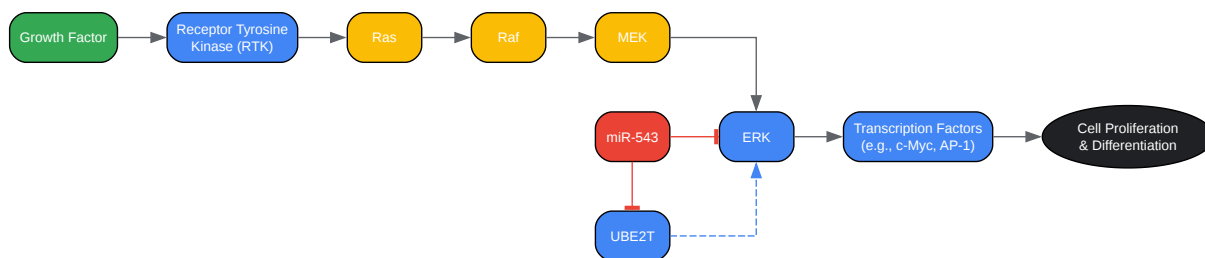 Growth Factor
Receptor Tyrosine
Kinase (RTK)
Ras
Raf
MEK
miR-543
ERK
Transcription Factors
(e.g., c-Myc, AP-1)
Cell Proliferation
& Differentiation
UBE2T